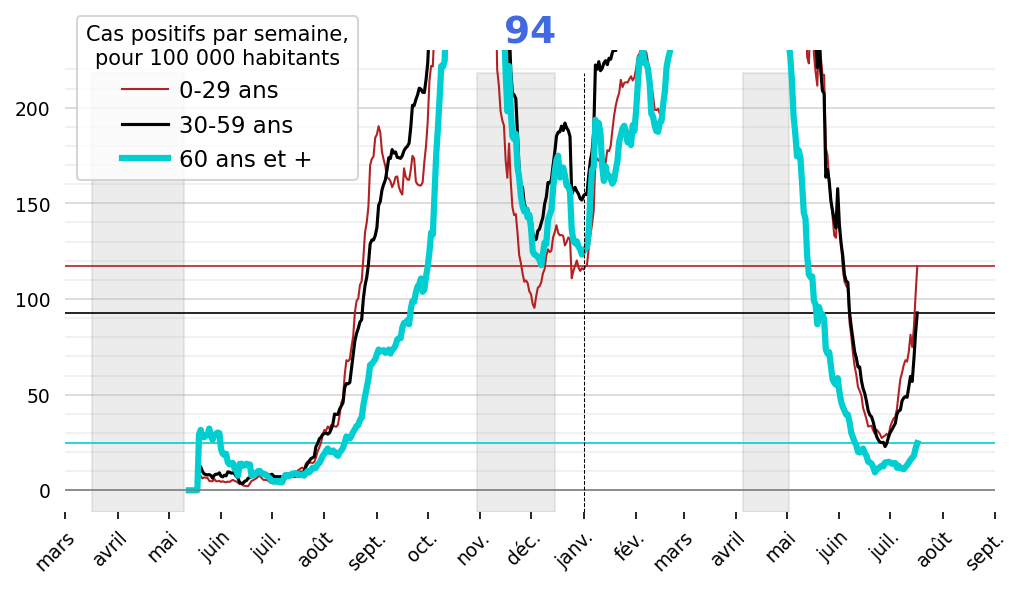 94
Cas positifs par semaine,
pour 100 000 habitants
0-29 ans
30-59 ans
60 ans et +
200
150
100
50
0
mars avril mai juin juil. août sept. oct. nov. déc. janv. fév. mars avril mai juin juil. août sept.